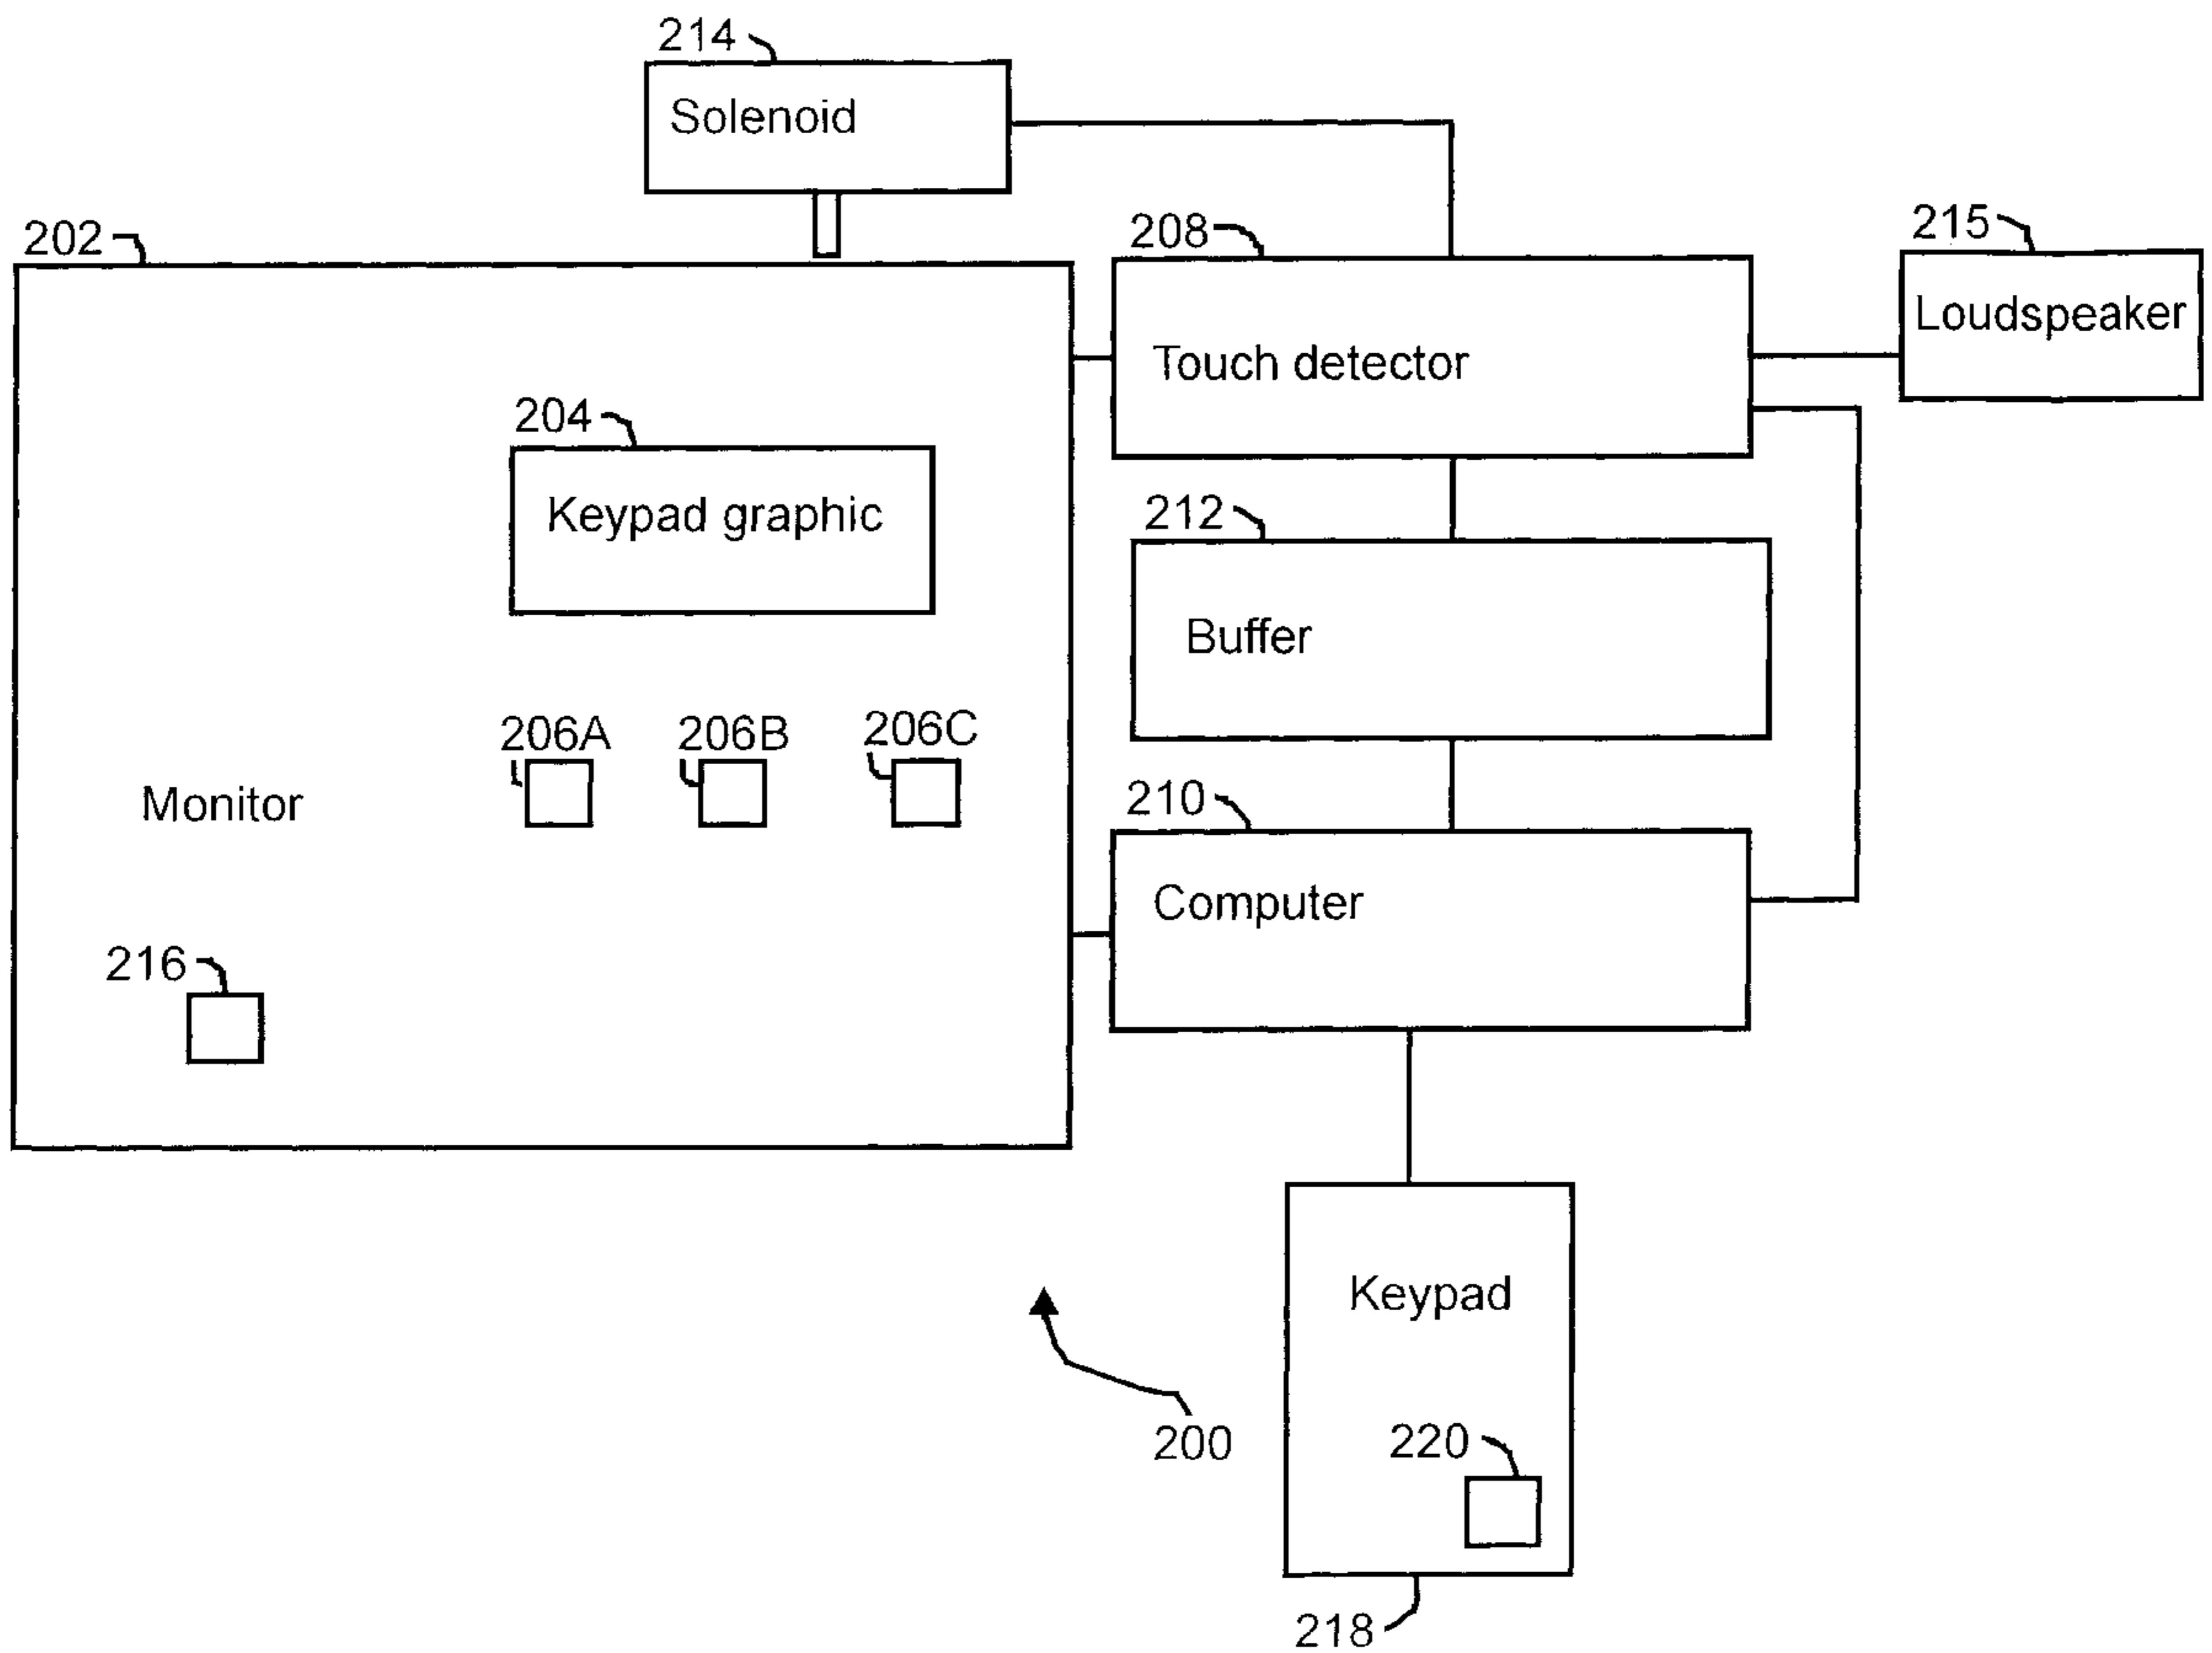 214
Solenoid
202
208
215
Loudspeaker
Touch detector
204
Keypad graphic
212
Buffer
206A
206B
206C
Monitor
210
Computer
216
Keypad
200
220
218